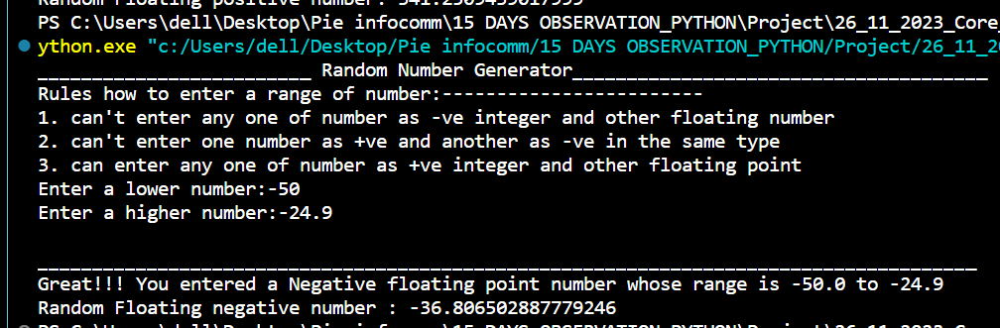 Random Floating positive number: 541.2569459017999
PS C:\Users\dell\Desktop\Pie infocomm\15 DAYS OBSERVATION_PYTHON\Project\26_11_2023_Core_
ython.exe "c:/Users/dell/Desktop/Pie infocomm/15 DAYS OBSERVATION_PYTHON/Project/26_11_20
_________________________ Random Number Generator______________________________________
Rules how to enter a range of number:------------------------
1. can't enter any one of number as -ve integer and other floating number
2. can't enter one number as +ve and another as -ve in the same type
3. can enter any one of number as +ve integer and other floating point
Enter a lower number:-50
Enter a higher number:-24.9
______________________________________________________________________________________
Great!!! You entered a Negative floating point number whose range is -50.0 to -24.9
Random Floating negative number : -36.806502887779246
PS C:\Users\dell\Desktop\Pie infocomm\15 DAYS OBSERVATION_PYTHON\Project\26_11_2023_Core_